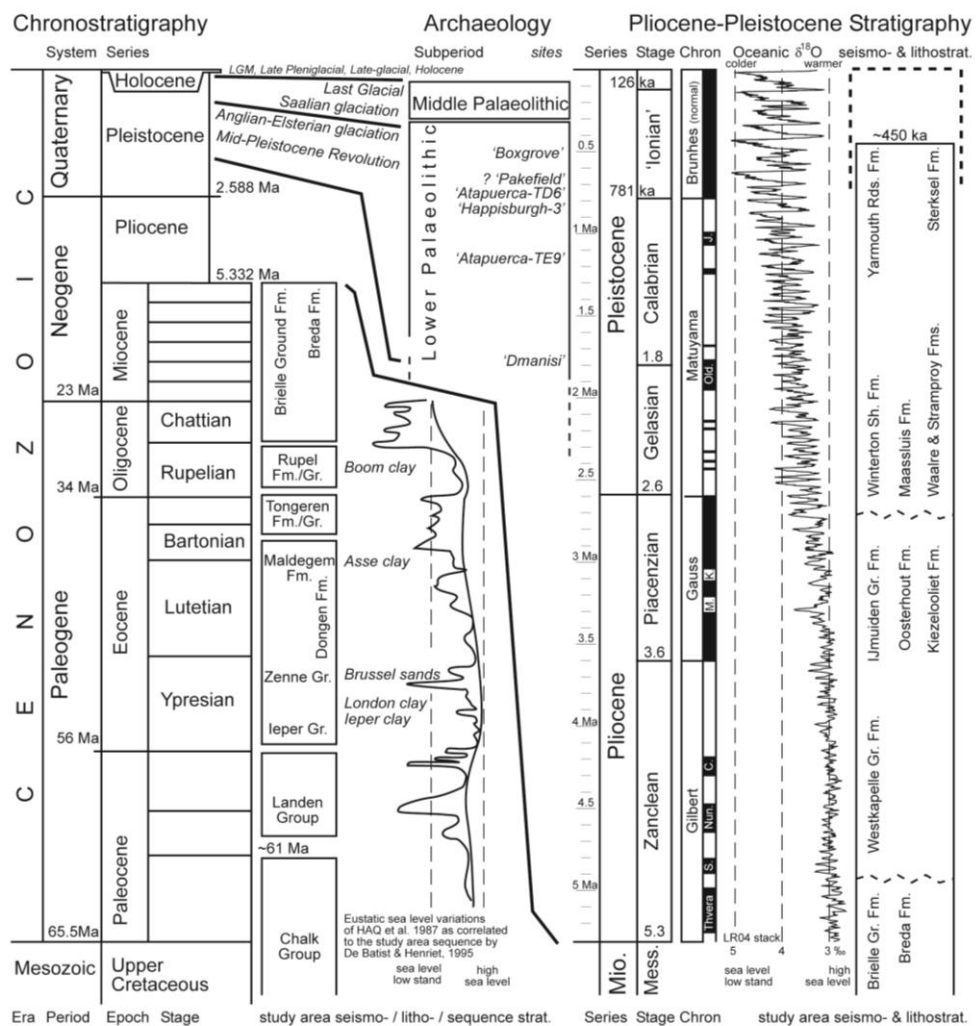 Chronostratigraphy
Archaeology
Pliocene-Pleistocene Stratigraphy
System Series
Subperiod sites
Series Stage Chron Oceanic δ18O seismo- & lithostrat.
colder warmer
Holocene
LGM, Late Pleniglacial, Late-glacial, Holocene
Last Glacial
Saalian glaciation
Anglian-Elsterian glaciation
Mid-Pleistocene Revolution
Quaternary
Pleistocene
2.588 Ma
Pliocene
5.332 Ma
Neogene
Miocene
23 Ma
CENOZOIC
Oligocene
Chattian
Rupelian
34 Ma
Paleogene
Eocene
Bartonian
Lutetian
Ypresian
56 Ma
Paleocene
65.5Ma
Mesozoic
Upper
Cretaceous
Brielle Ground Fm.
Breda Fm.
Rupel
Fm./Gr.
Boom clay
Tongeren
Fm./Gr.
Maldegem
Fm.
Dongen Fm.
Asse clay
Zenne Gr.
Brussel sands
London clay
Ieper clay
Ieper Gr.
Landen
Group
~61 Ma
Chalk
Group
Eustatic sea level variations
of HAQ et al. 1987 as correlated
to the study area sequence by
De Batist & Henriet, 1995
sea level
low stand
high
sea level
Middle Palaeolithic
Lower Palaeolithic
'Boxgrove'
? 'Pakefield'
'Atapuerca-TD6'
'Happisburgh-3'
'Atapuerca-TE9'
'Dmanisi'
0.5
1 Ma
1.5
2 Ma
2.5
3 Ma
3.5
4 Ma
4.5
5 Ma
Pleistocene
Pliocene
Mio.
126 ka
'Ionian'
781 ka
Calabrian
1.8
Gelasian
2.6
Piacenzian
3.6
Zanclean
5.3
Mess.
Brunhes (normal)
Matuyama
Gauss
Gilbert
J.
Old.
K
M.
C.
Nun.
S.
Thvera
LR04 stack
5 4 3 ‰
sea level
low stand
high
sea level
~450 ka
Yarmouth Rds. Fm.
Sterksel Fm.
Winterton Sh. Fm.
Maassluis Fm.
Waalre & Stramproy Fms.
IJmuiden Gr. Fm.
Oosterhout Fm.
Kiezelooliet Fm.
Westkapelle Gr. Fm.
Brielle Gr. Fm.
Breda Fm.
Era Period Epoch Stage study area seismo- / litho- / sequence strat. Series Stage Chron study area seismo- & lithostrat.